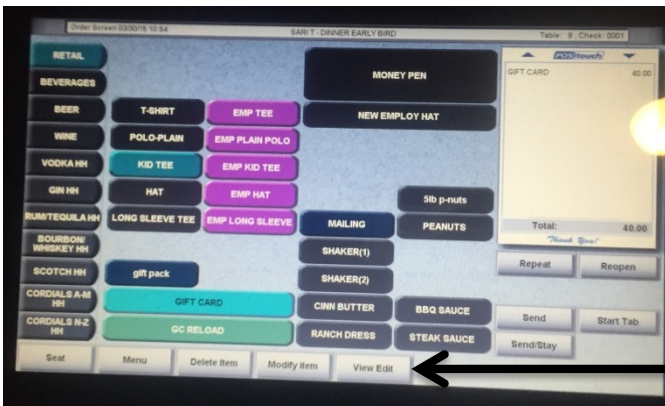 Order Screen 03/30/15 10:54 SARI T - DINNER EARLY BIRD Table: 9 , Check: 0001
RETAIL
BEVERAGES
BEER
WINE
VODKA HH
GIN HH
RUM/TEQUILA HH
BOURBON/
WHISKEY HH
SCOTCH HH
CORDIALS A-M
HH
CORDIALS N-Z
HH
MONEY PEN
T-SHIRT EMP TEE NEW EMPLOY HAT
POLO-PLAIN EMP PLAIN POLO
KID TEE EMP KID TEE
HAT EMP HAT 5lb p-nuts
LONG SLEEVE TEE EMP LONG SLEEVE MAILING PEANUTS
SHAKER(1)
gift pack SHAKER(2)
GIFT CARD CINN BUTTER BBQ SAUCE
GC RELOAD RANCH DRESS STEAK SAUCE
POSitouch
GIFT CARD 40.00
Total: 40.00
Thank You!
Repeat Reopen
Send Start Tab
Send/Stay
Seat Menu Delete Item Modify Item View Edit